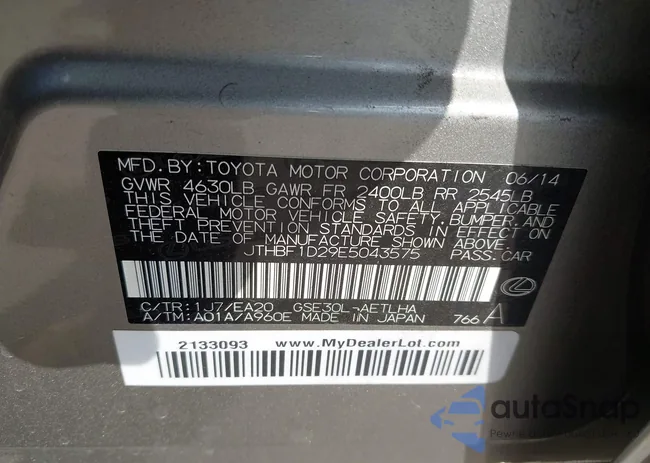 MFD. BY: TOYOTA MOTOR CORPORATION 06/14
GVWR 4630LB GAWR FR 2400LB RR 2545LB
THIS VEHICLE CONFORMS TO ALL APPLICABLE
FEDERAL MOTOR VEHICLE SAFETY, BUMPER, AND
THEFT PREVENTION STANDARDS IN EFFECT ON
THE DATE OF MANUFACTURE SHOWN ABOVE.
JTHBF1D29E5043575 PASS.CAR
C/TR:1J7/EA20 GSE30L-AETLHA
A/TM:A01A/A960E MADE IN JAPAN 766 A
2133093 www.MyDealerLot.com
autoSnap